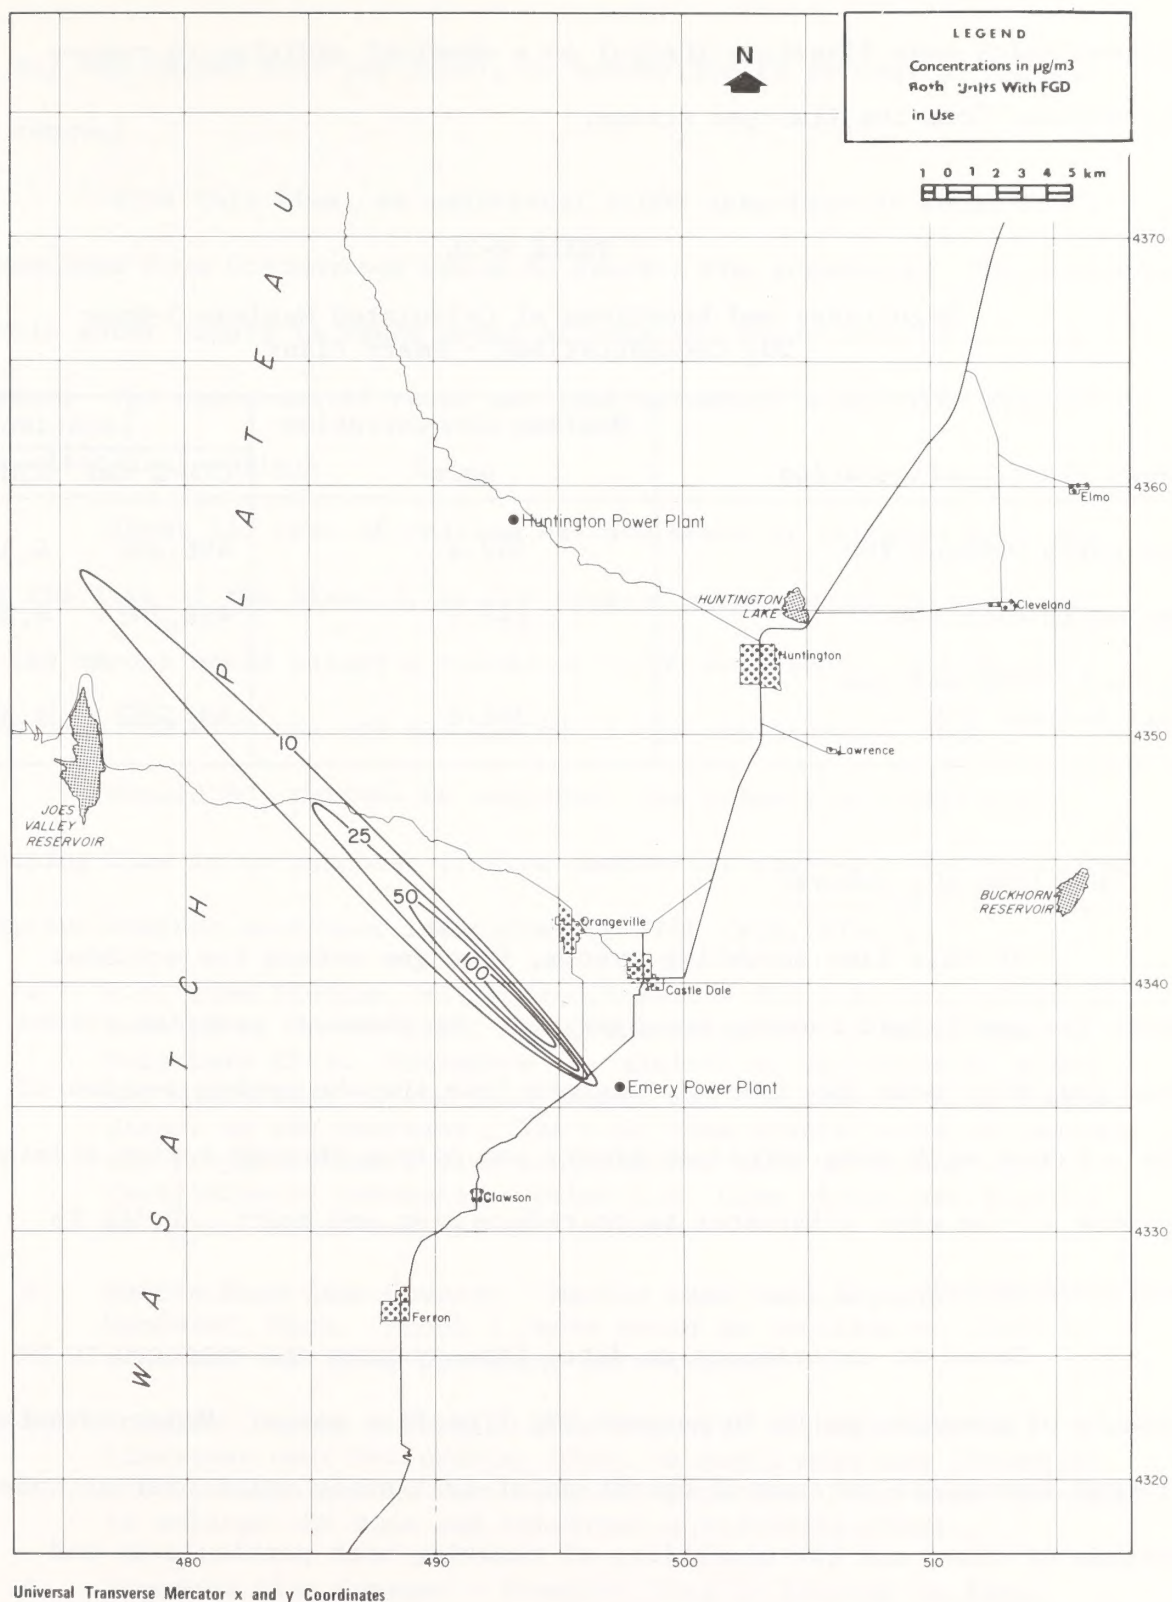 LEGEND
Concentrations in µg/m3
Both Units With FGD
in Use
N
1 0 1 2 3 4 5 km
WASATCH PLATEAU
4370
4360
4350
4340
4330
4320
Elmo
Huntington Power Plant
Cleveland
HUNTINGTON
LAKE
Huntington
Lawrence
10
25
50
100
JOES
VALLEY
RESERVOIR
BUCKHORN
RESERVOIR
Orangeville
Castle Dale
Emery Power Plant
Clawson
Ferron
480
490
500
510
Universal Transverse Mercator x and y Coordinates